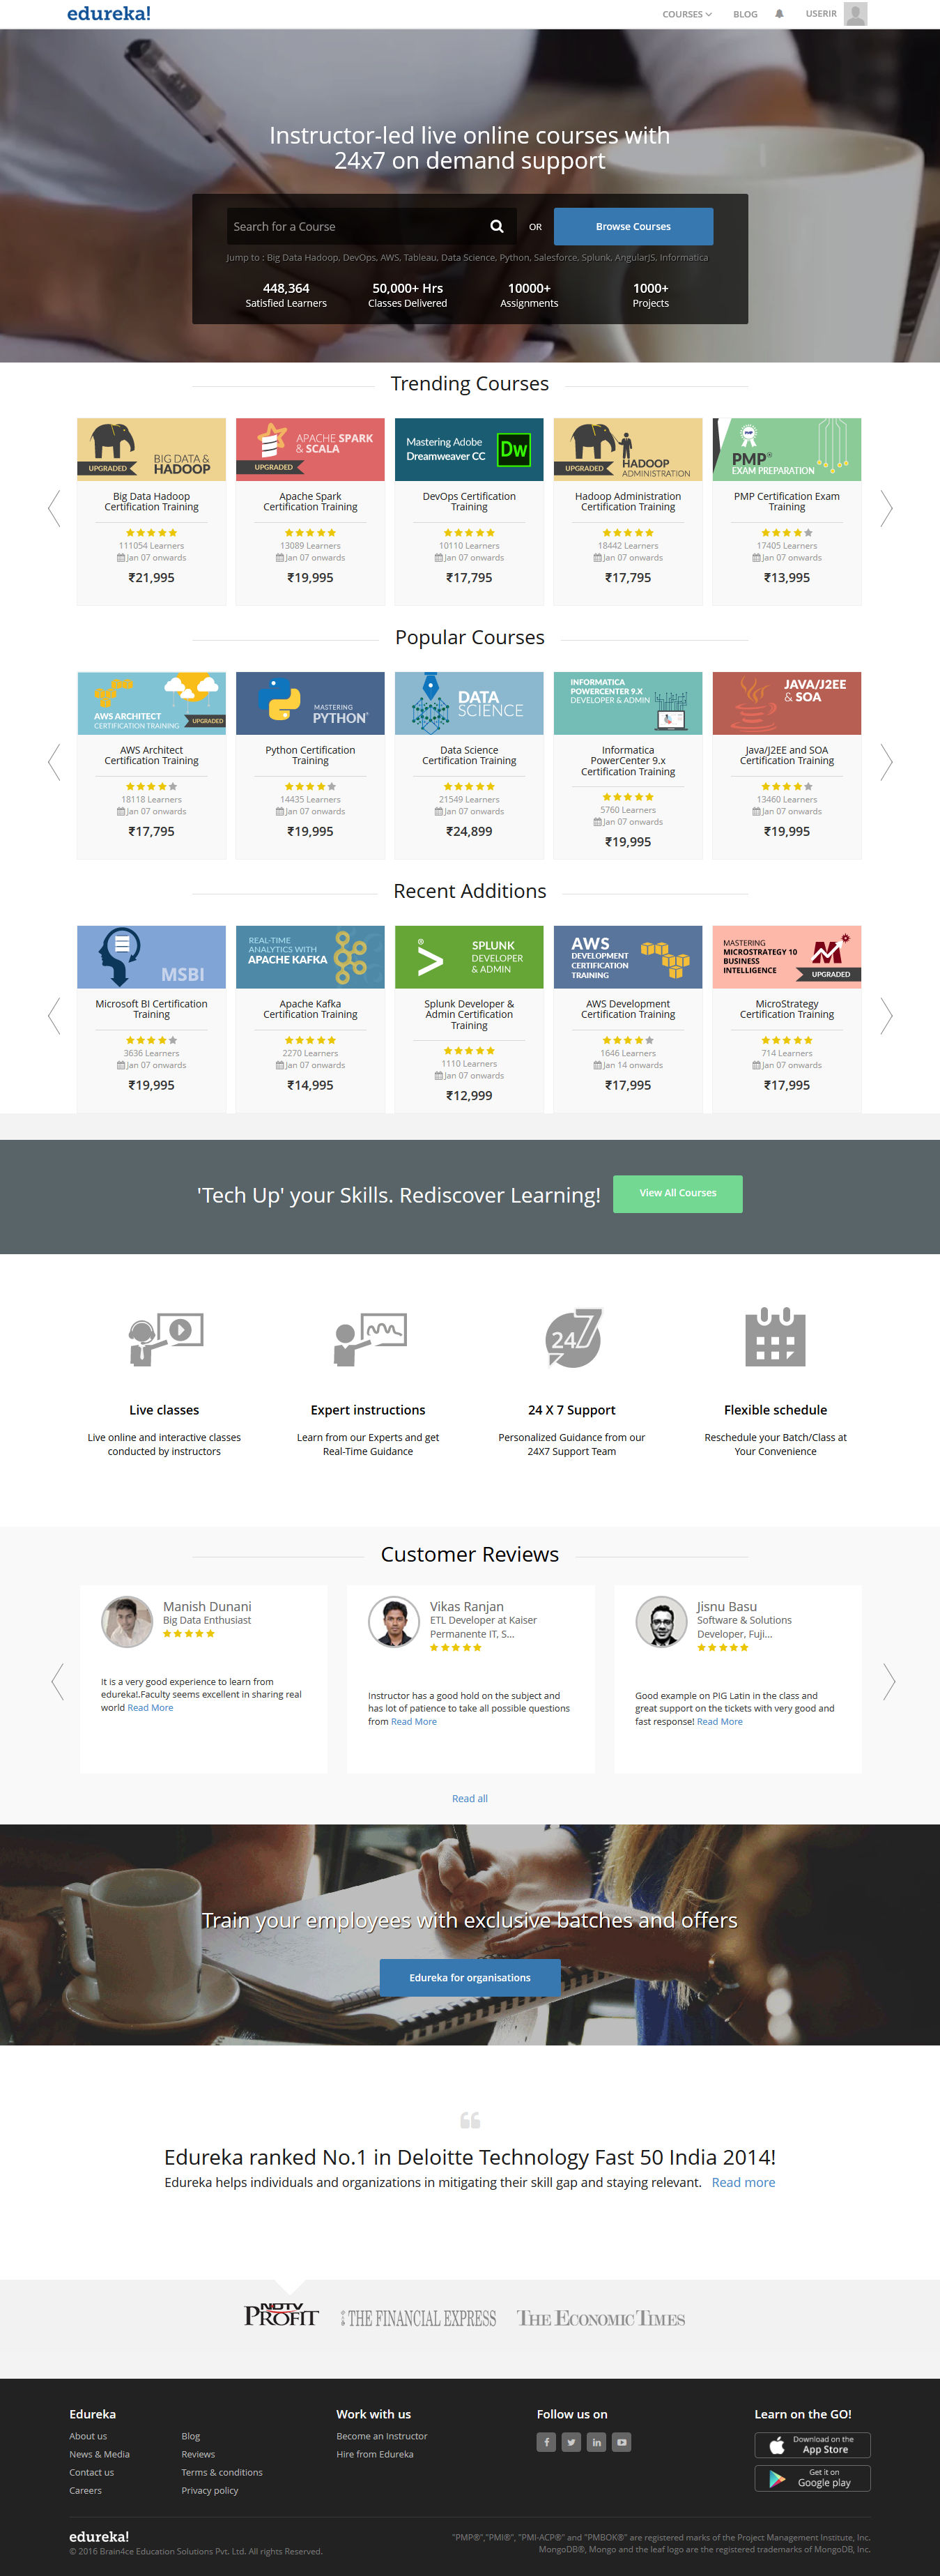 edureka!
COURSES
BLOG
USERIR
Instructor-led live online courses with
24x7 on demand support
Search for a Course
OR
Browse Courses
Jump to : Big Data Hadoop, DevOps, AWS, Tableau, Data Science, Python, Salesforce, Splunk, AngularJS, Informatica
448,364
Satisfied Learners
50,000+ Hrs
Classes Delivered
10000+
Assignments
1000+
Projects
Trending Courses
BIG DATA &
HADOOP
UPGRADED
Big Data Hadoop
Certification Training
111054 Learners
Jan 07 onwards
₹21,995
APACHE SPARK
& SCALA
UPGRADED
Apache Spark
Certification Training
13089 Learners
Jan 07 onwards
₹19,995
Mastering Adobe
Dreamweaver CC
Dw
DevOps Certification
Training
10110 Learners
Jan 07 onwards
₹17,795
UPGRADED
HADOOP
ADMINISTRATION
Hadoop Administration
Certification Training
18442 Learners
Jan 07 onwards
₹17,795
PMP
PMP®
EXAM PREPARATION
PMP Certification Exam
Training
17405 Learners
Jan 07 onwards
₹13,995
Popular Courses
AWS ARCHITECT
CERTIFICATION TRAINING
UPGRADED
AWS Architect
Certification Training
18118 Learners
Jan 07 onwards
₹17,795
MASTERING
PYTHON®
Python Certification
Training
14435 Learners
Jan 07 onwards
₹19,995
DATA
SCIENCE
Data Science
Certification Training
21549 Learners
Jan 07 onwards
₹24,899
INFORMATICA
POWERCENTER 9.X
DEVELOPER & ADMIN
Informatica
PowerCenter 9.x
Certification Training
5760 Learners
Jan 07 onwards
₹19,995
JAVA/J2EE
& SOA
Java/J2EE and SOA
Certification Training
13460 Learners
Jan 07 onwards
₹19,995
Recent Additions
MSBI
Microsoft BI Certification
Training
3636 Learners
Jan 07 onwards
₹19,995
REAL-TIME
ANALYTICS WITH
APACHE KAFKA
Apache Kafka
Certification Training
2270 Learners
Jan 07 onwards
₹14,995
SPLUNK
DEVELOPER
& ADMIN
Splunk Developer &
Admin Certification
Training
1110 Learners
Jan 07 onwards
₹12,999
AWS
DEVELOPMENT
CERTIFICATION
TRAINING
AWS Development
Certification Training
1646 Learners
Jan 14 onwards
₹17,995
MASTERING
MICROSTRATEGY 10
BUSINESS
INTELLIGENCE
UPGRADED
MicroStrategy
Certification Training
714 Learners
Jan 07 onwards
₹17,995
'Tech Up' your Skills. Rediscover Learning!
View All Courses
24 7
Live classes
Live online and interactive classes
conducted by instructors
Expert instructions
Learn from our Experts and get
Real-Time Guidance
24 X 7 Support
Personalized Guidance from our
24X7 Support Team
Flexible schedule
Reschedule your Batch/Class at
Your Convenience
Customer Reviews
Manish Dunani
Big Data Enthusiast
It is a very good experience to learn from
edureka!.Faculty seems excellent in sharing real
world Read More
Vikas Ranjan
ETL Developer at Kaiser
Permanente IT, S...
Instructor has a good hold on the subject and
has lot of patience to take all possible questions
from Read More
Jisnu Basu
Software & Solutions
Developer, Fuji...
Good example on PIG Latin in the class and
great support on the tickets with very good and
fast response! Read More
Read all
Train your employees with exclusive batches and offers
Edureka for organisations
Edureka ranked No.1 in Deloitte Technology Fast 50 India 2014!
Edureka helps individuals and organizations in mitigating their skill gap and staying relevant. Read more
NDTV
PROFIT
THE FINANCIAL EXPRESS
THE ECONOMIC TIMES
Edureka
About us
News & Media
Contact us
Careers
Blog
Reviews
Terms & conditions
Privacy policy
Work with us
Become an Instructor
Hire from Edureka
Follow us on
Learn on the GO!
Download on the
App Store
Get it on
Google play
edureka!
© 2016 Brain4ce Education Solutions Pvt. Ltd. All rights Reserved.
"PMP®","PMI®", "PMI-ACP®" and "PMBOK®" are registered marks of the Project Management Institute, Inc.
MongoDB®, Mongo and the leaf logo are the registered trademarks of MongoDB, Inc.